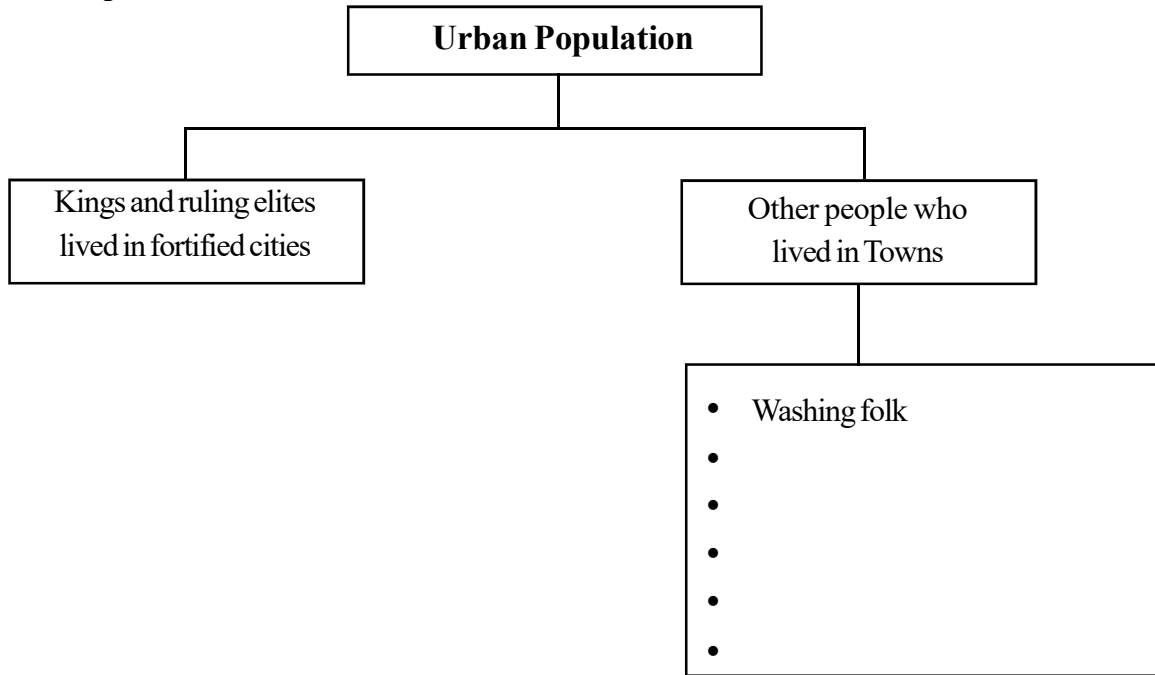 Urban Population
Kings and ruling elites
lived in fortified cities
Other people who
lived in Towns
• Washing folk
•
•
•
•
•